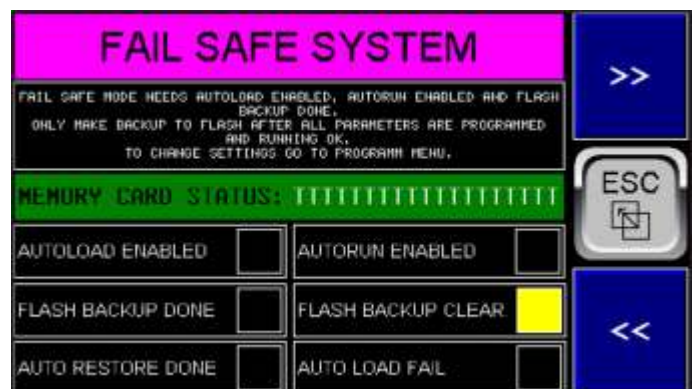 FAIL SAFE SYSTEM
FAIL SAFE MODE NEEDS AUTOLOAD ENABLED, AUTORUN ENABLED AND FLASH
BACKUP DONE.
ONLY MAKE BACKUP TO FLASH AFTER ALL PARAMETERS ARE PROGRAMMED
AND RUNNING OK.
TO CHANGE SETTINGS GO TO PROGRAMM MENU.
MEMORY CARD STATUS: IIIIIIIIIIIIIIIIIIII
AUTOLOAD ENABLED
AUTORUN ENABLED
FLASH BACKUP DONE
FLASH BACKUP CLEAR
AUTO RESTORE DONE
AUTO LOAD FAIL
>>
ESC
<<